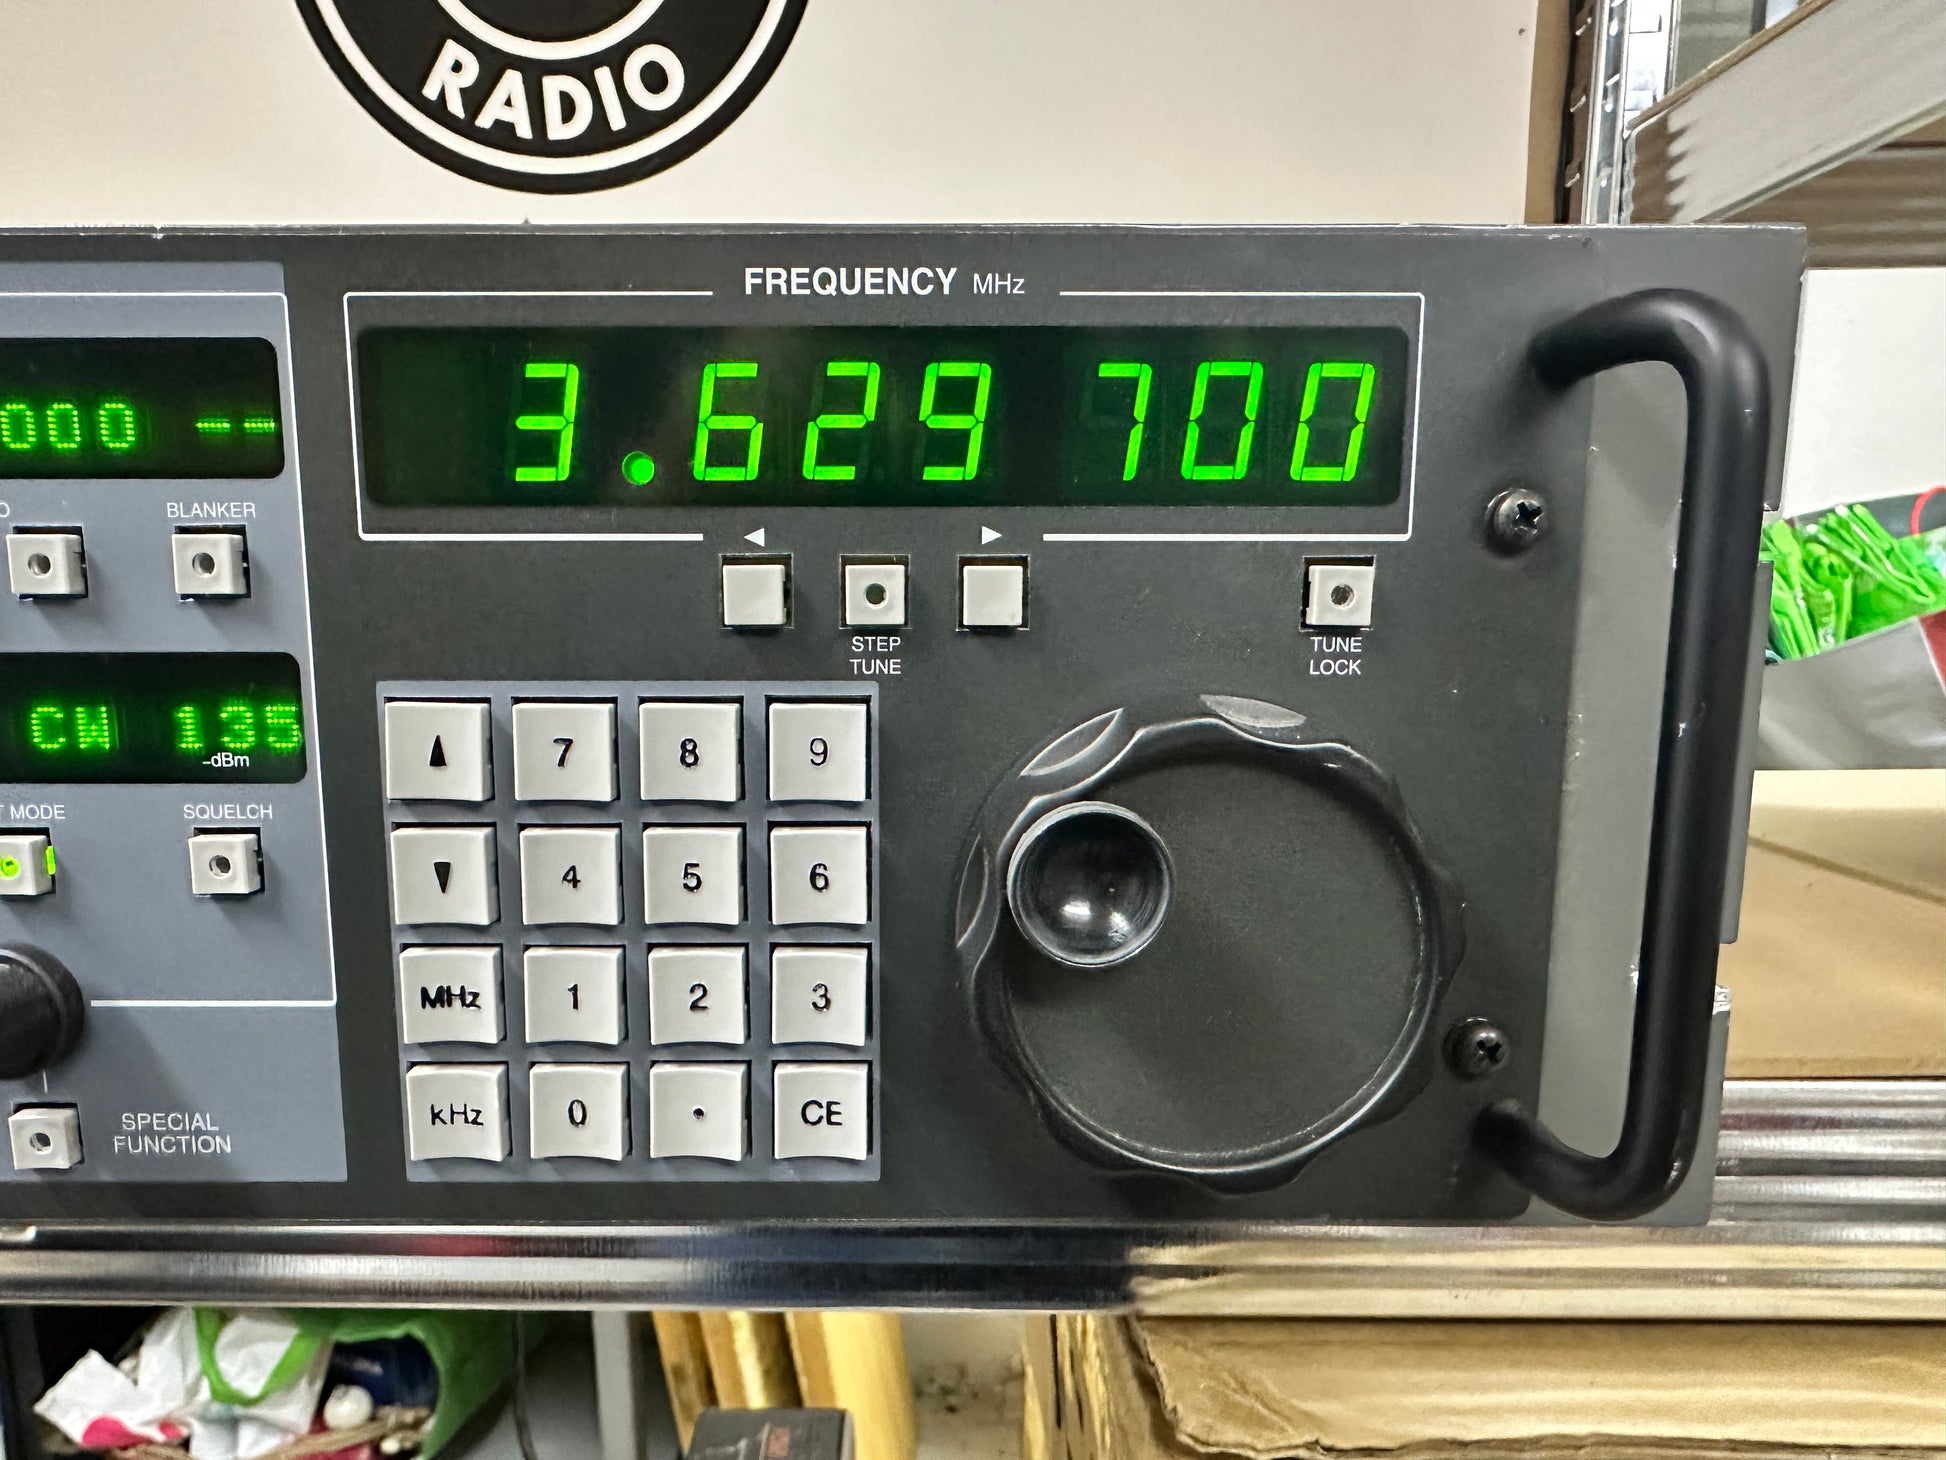 RADIO
FREQUENCY MHz
3.629 700
000 --
BLANKER
STEP
TUNE
TUNE
LOCK
CW 135
-dBm
MODE
SQUELCH
7 8 9
4 5 6
MHz 1 2 3
kHz 0 . CE
SPECIAL
FUNCTION